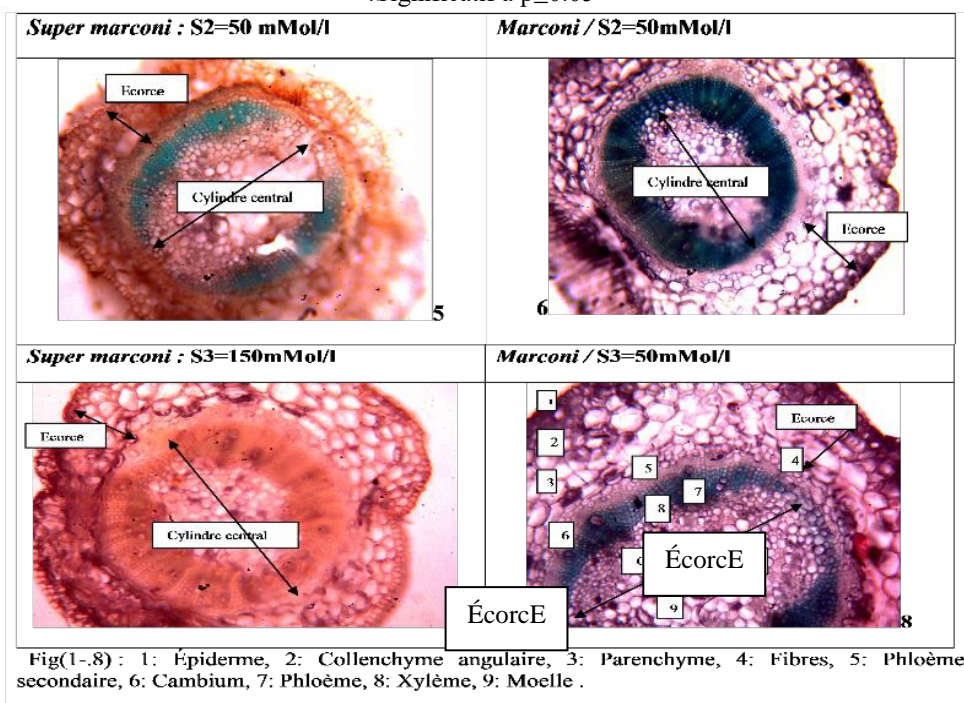 .Significatif à p≤0.05
Super marconi : S2=50 mMol/l
Marconi / S2=50mMol/l
Ecorce
Cylindre central
5
Cylindre central
Ecorce
6
Super marconi : S3=150mMol/l
Marconi / S3=50mMol/l
Ecorce
Cylindre central
1
Ecorce
2
4
5
3
7
8
6
ÉcorcE
ÉcorcE
9
8
Fig(1-.8) : 1: Épiderme, 2: Collenchyme angulaire, 3: Parenchyme, 4: Fibres, 5: Phloème
secondaire, 6: Cambium, 7: Phloème, 8: Xylème, 9: Moelle .